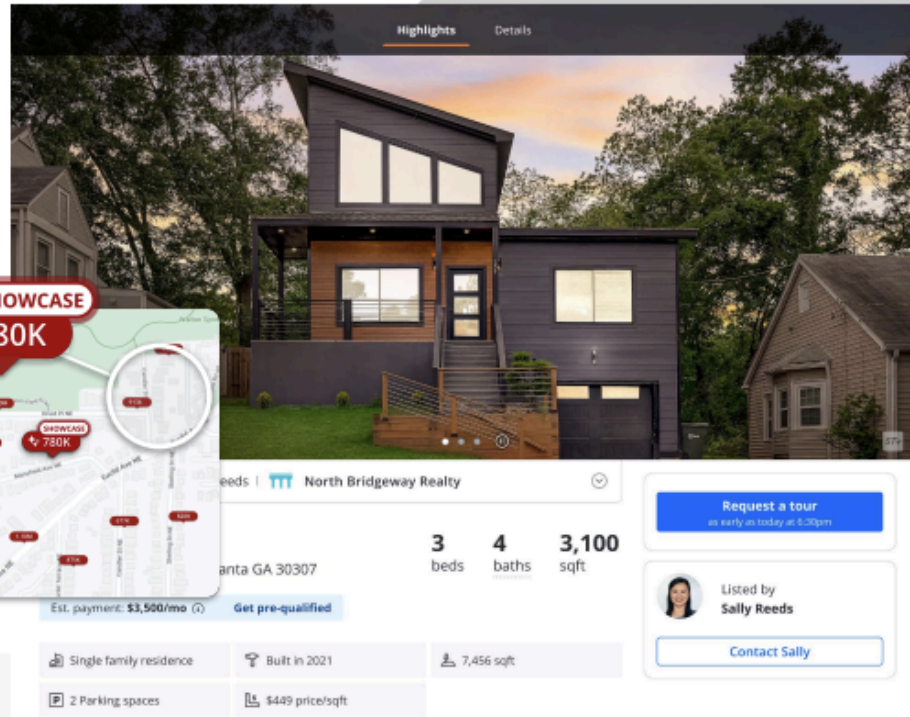 Highlights Details
HOWCASE
80K
SHOWCASE
780K
eeds | North Bridgeway Realty
Request a tour
as early as today at 6:30pm
3 4 3,100
beds baths sqft
anta GA 30307
Listed by
Sally Reeds
Est. payment: $3,500/mo Get pre-qualified
Contact Sally
Single family residence Built in 2021 7,456 sqft
P 2 Parking spaces $449 price/sqft